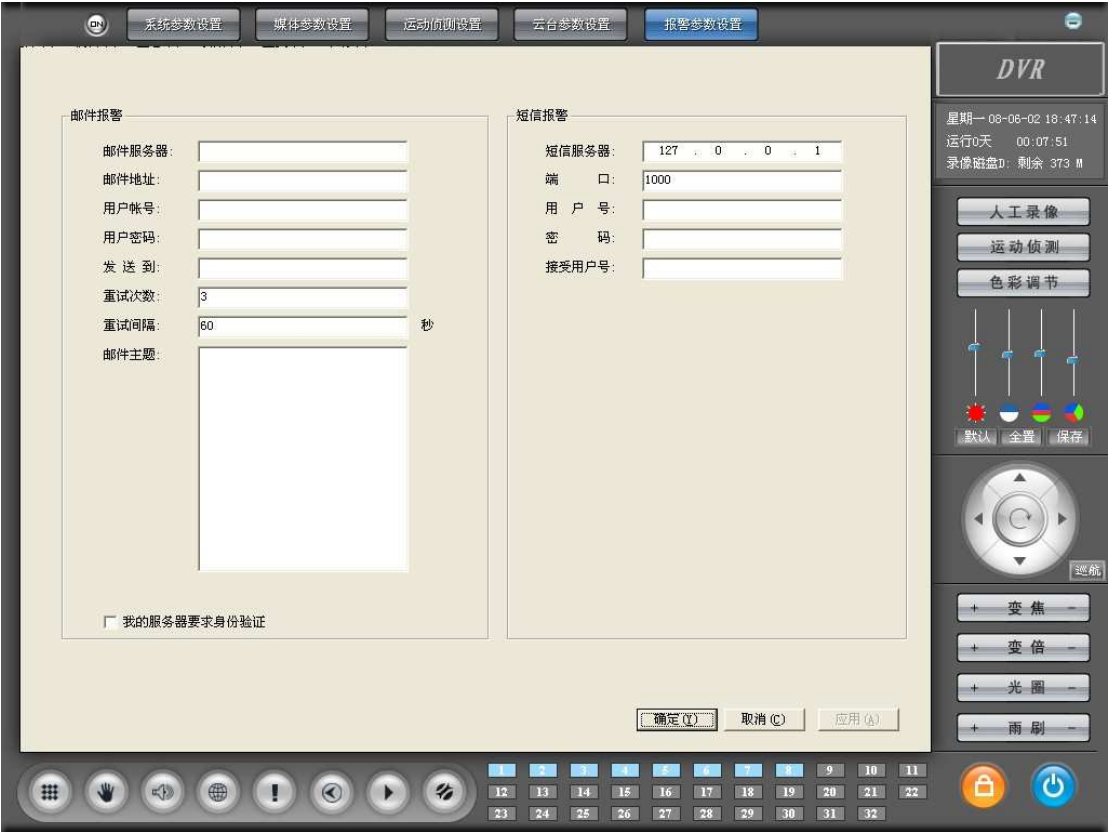 ON 系统参数设置 媒体参数设置 运动侦测设置 云台参数设置 报警参数设置
DVR
星期一 08-06-02 18:47:14
运行0天 00:07:51
录像磁盘D: 剩余 373 M
邮件报警
邮件服务器:
邮件地址:
用户帐号:
用户密码:
发 送 到:
重试次数: 3
重试间隔: 60 秒
邮件主题:
我的服务器要求身份验证
短信报警
短信服务器: 127 . 0 . 0 . 1
端 口: 1000
用 户 号:
密 码:
接受用户号:
确定(Y) 取消(C) 应用(A)
人工录像
运动侦测
色彩调节
默认 全置 保存
巡航
+ 变 焦 -
+ 变 倍 -
+ 光 圈 -
+ 雨 刷 -
1 2 3 4 5 6 7 8 9 10 11
12 13 14 15 16 17 18 19 20 21 22
23 24 25 26 27 28 29 30 31 32